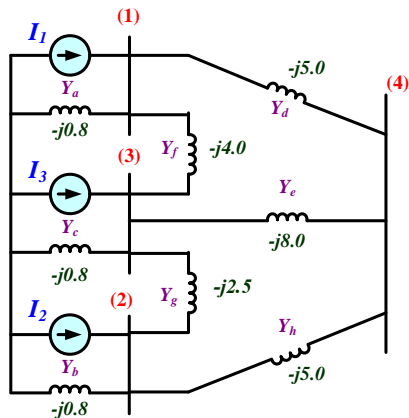 (1)
I1
Ya
-j0.8
-j5.0
Yd
(4)
Yf
-j4.0
(3)
I3
Yc
-j0.8
Ye
-j8.0
Yg
-j2.5
(2)
I2
Yb
-j0.8
Yh
-j5.0